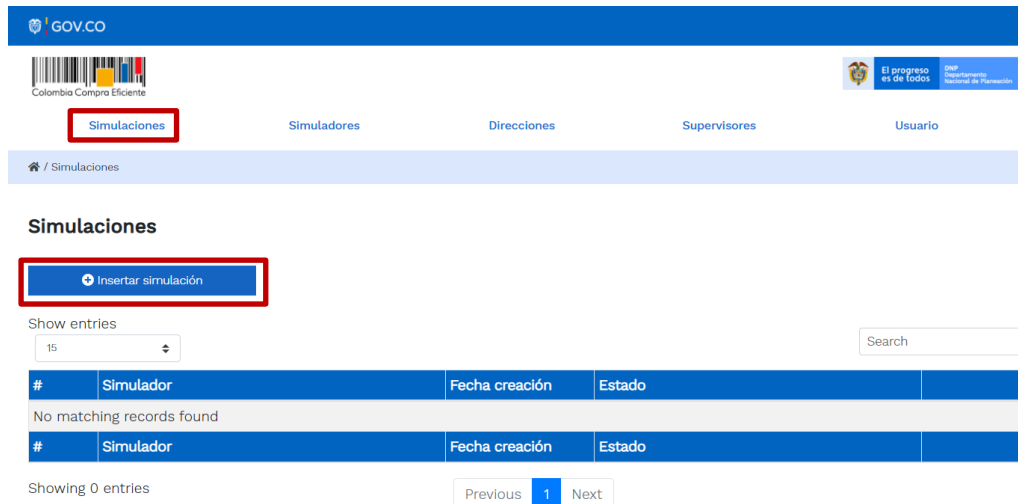 GOV.CO
Colombia Compra Eficiente
El progreso es de todos
DNP Departamento Nacional de Planeación
Simulaciones Simuladores Direcciones Supervisores Usuario
/ Simulaciones
Simulaciones
Insertar simulación
Show entries
15
Search
# Simulador Fecha creación Estado
No matching records found
# Simulador Fecha creación Estado
Showing 0 entries
Previous 1 Next